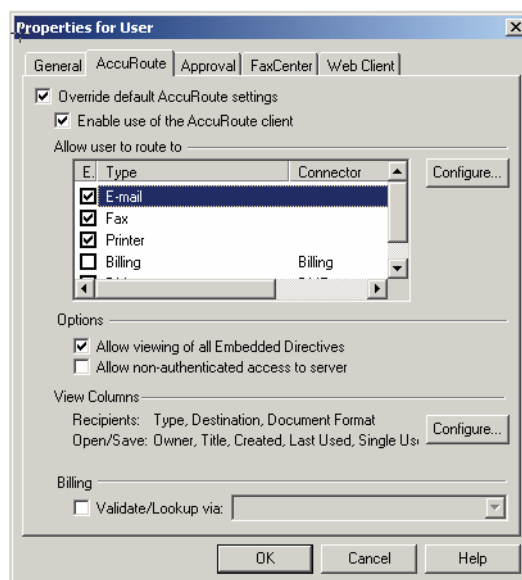 Properties for User
General AccuRoute Approval FaxCenter Web Client
Override default AccuRoute settings
Enable use of the AccuRoute client
Allow user to route to
E. Type Connector
Configure...
E-mail
Fax
Printer
Billing Billing
Options
Allow viewing of all Embedded Directives
Allow non-authenticated access to server
View Columns
Recipients: Type, Destination, Document Format
Open/Save: Owner, Title, Created, Last Used, Single Us
Configure...
Billing
Validate/Lookup via:
OK Cancel Help